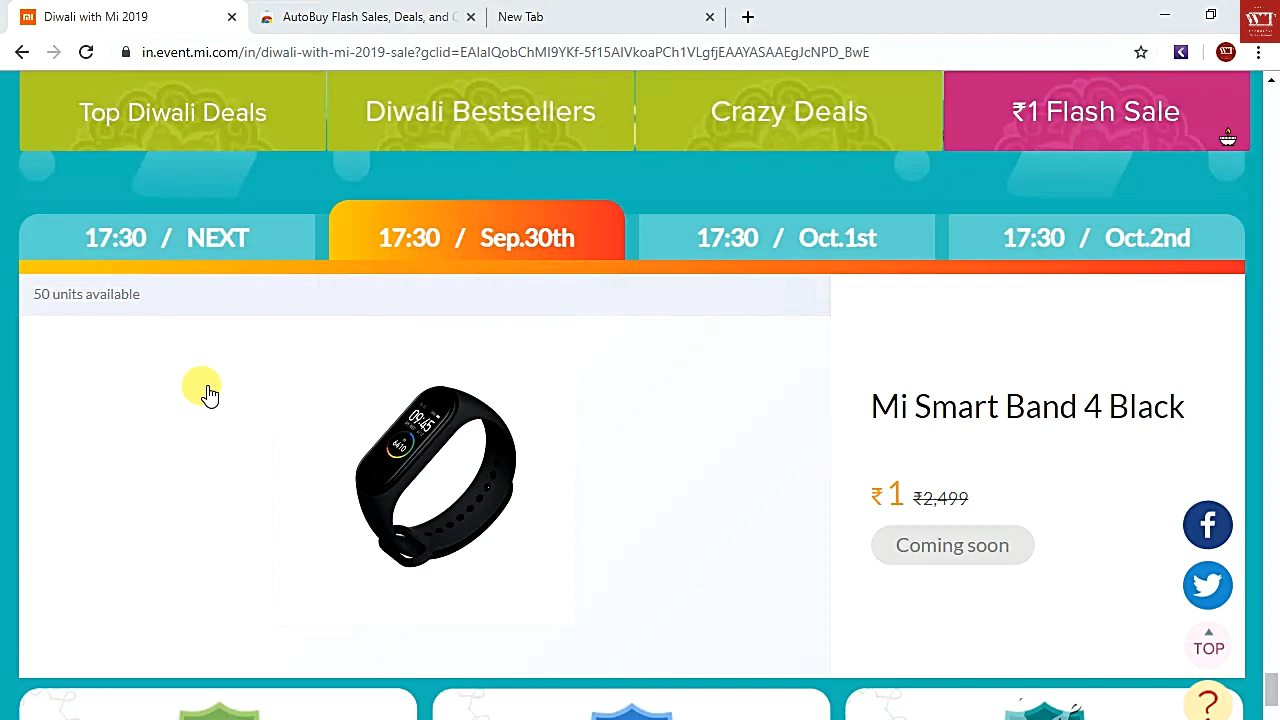 Diwali with Mi 2019
AutoBuy Flash Sales, Deals, and C
New Tab
in.event.mi.com/in/diwali-with-mi-2019-sale?gclid=EAIaIQobChMI9YKf-5f15AIVkoaPCh1VLgfjEAAYASAAEgJcNPD_BwE
Top Diwali Deals
Diwali Bestsellers
Crazy Deals
₹1 Flash Sale
17:30 / NEXT
17:30 / Sep.30th
17:30 / Oct.1st
17:30 / Oct.2nd
50 units available
09:45
6410
Mi Smart Band 4 Black
₹ 1 ₹2,499
Coming soon
TOP
?